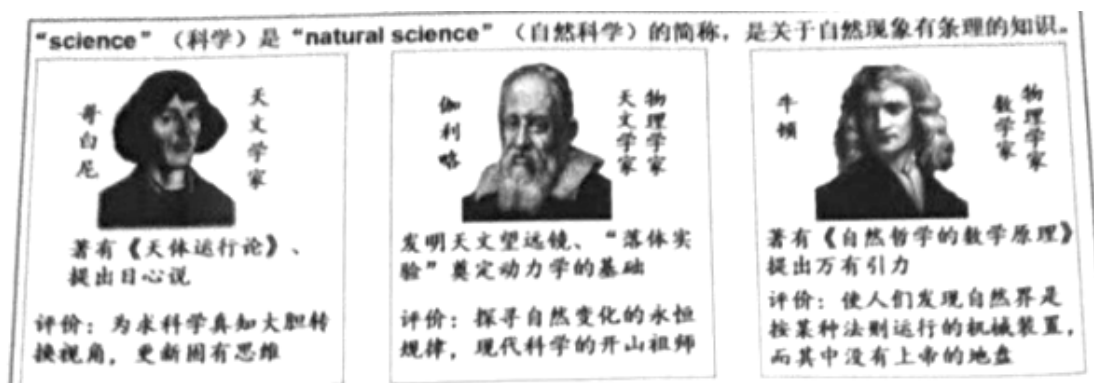 “science”（科学）是“natural science”（自然科学）的简称，是关于自然现象有条理的知识。
哥白尼
天文学家
著有《天体运行论》、
提出日心说
评价：为求科学真知大胆转
换视角，更新固有思维
伽利略
天文学家
物理学家
发明天文望远镜、“落体实
验”奠定动力学的基础
评价：探寻自然变化的永恒
规律，现代科学的开山祖师
牛顿
数学家
物理学家
著有《自然哲学的数学原理》
提出万有引力
评价：使人们发现自然界是
按某种法则运行的机械装置，
而其中没有上帝的地盘